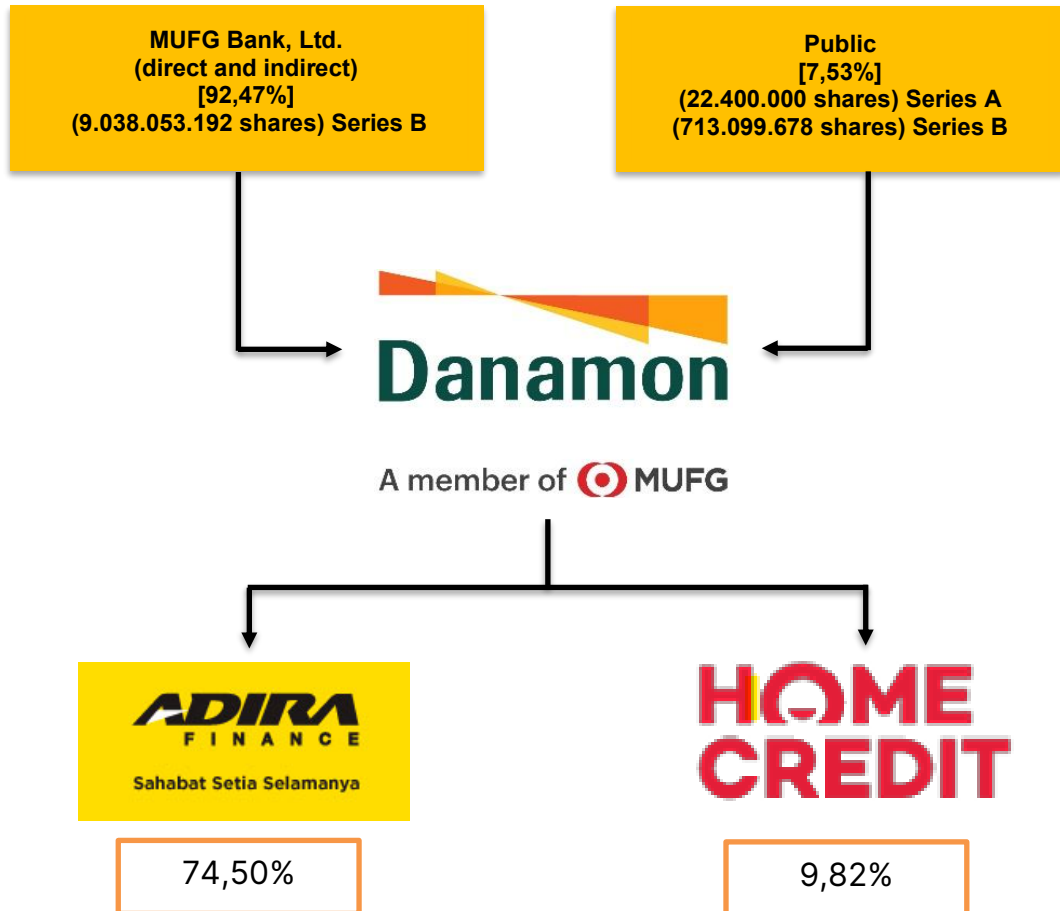 MUFG Bank, Ltd.
(direct and indirect)
[92,47%]
(9.038.053.192 shares) Series B
Public
[7,53%]
(22.400.000 shares) Series A
(713.099.678 shares) Series B
Danamon
A member of MUFG
ADIRA
FINANCE
Sahabat Setia Selamanya
74,50%
HOME
CREDIT
9,82%